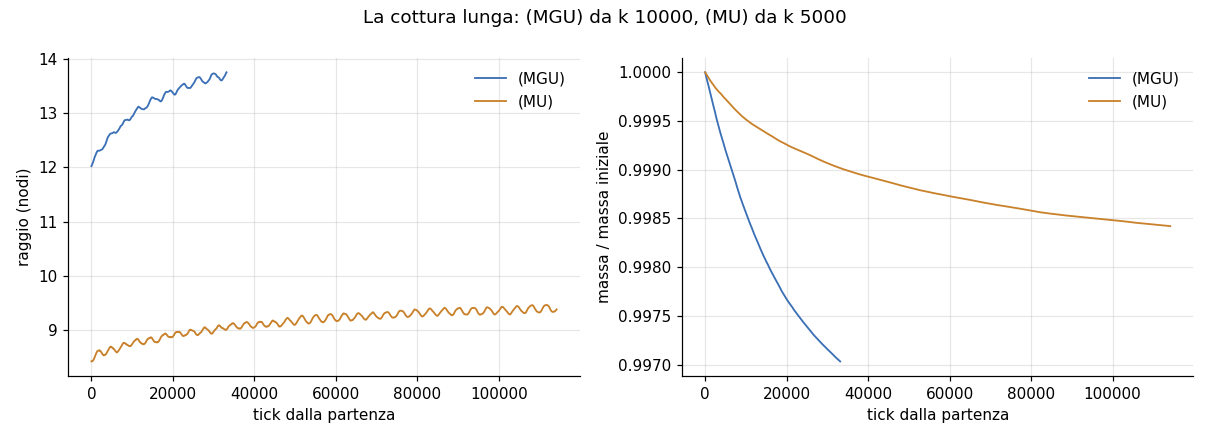 La cottura lunga: (MGU) da k 10000, (MU) da k 5000
raggio (nodi)
14
13
12
11
10
9
(MGU)
(MU)
0 20000 40000 60000 80000 100000
tick dalla partenza
massa / massa iniziale
1.0000
0.9995
0.9990
0.9985
0.9980
0.9975
0.9970
(MGU)
(MU)
0 20000 40000 60000 80000 100000
tick dalla partenza